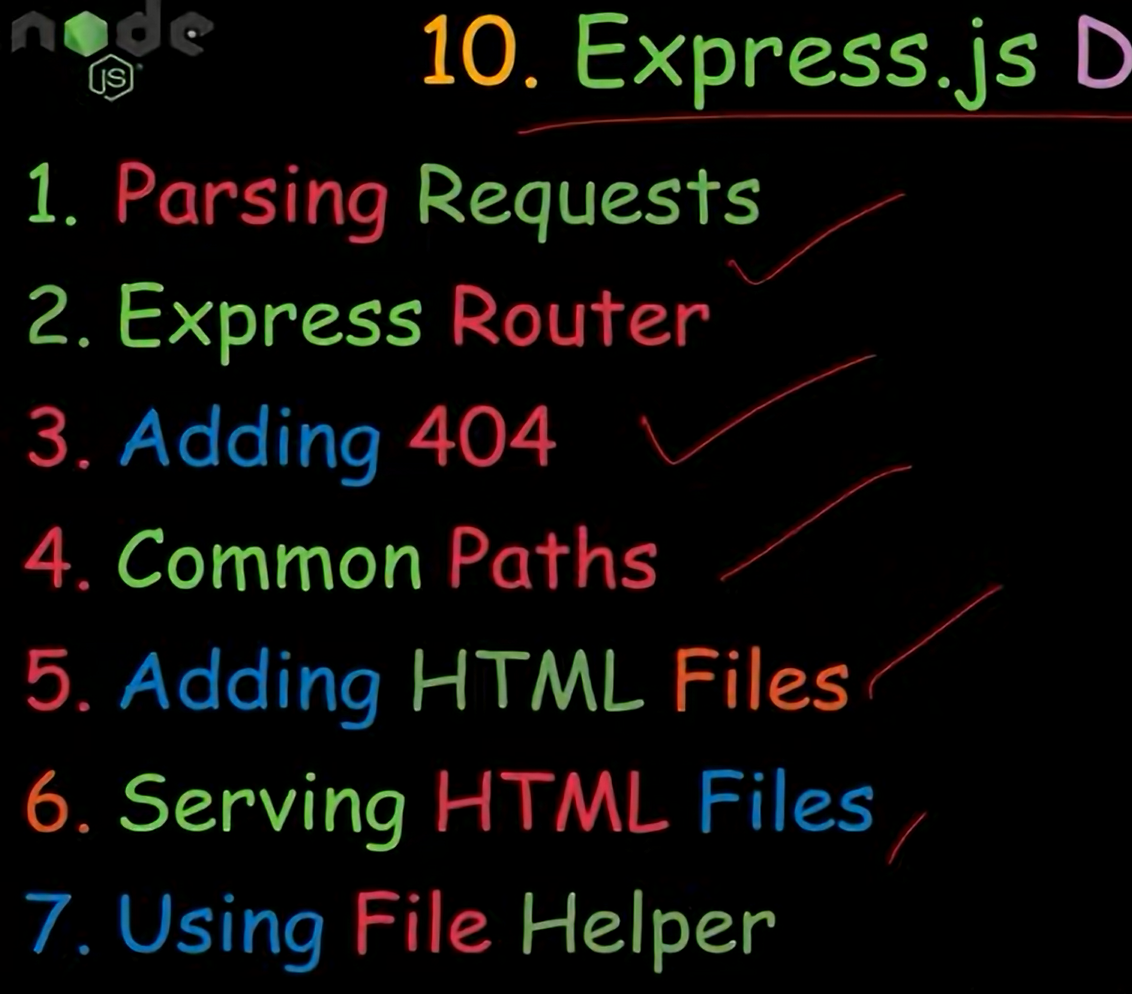 node
JS
10. Express.js D
1. Parsing Requests
2. Express Router
3. Adding 404
4. Common Paths
5. Adding HTML Files
6. Serving HTML Files
7. Using File Helper